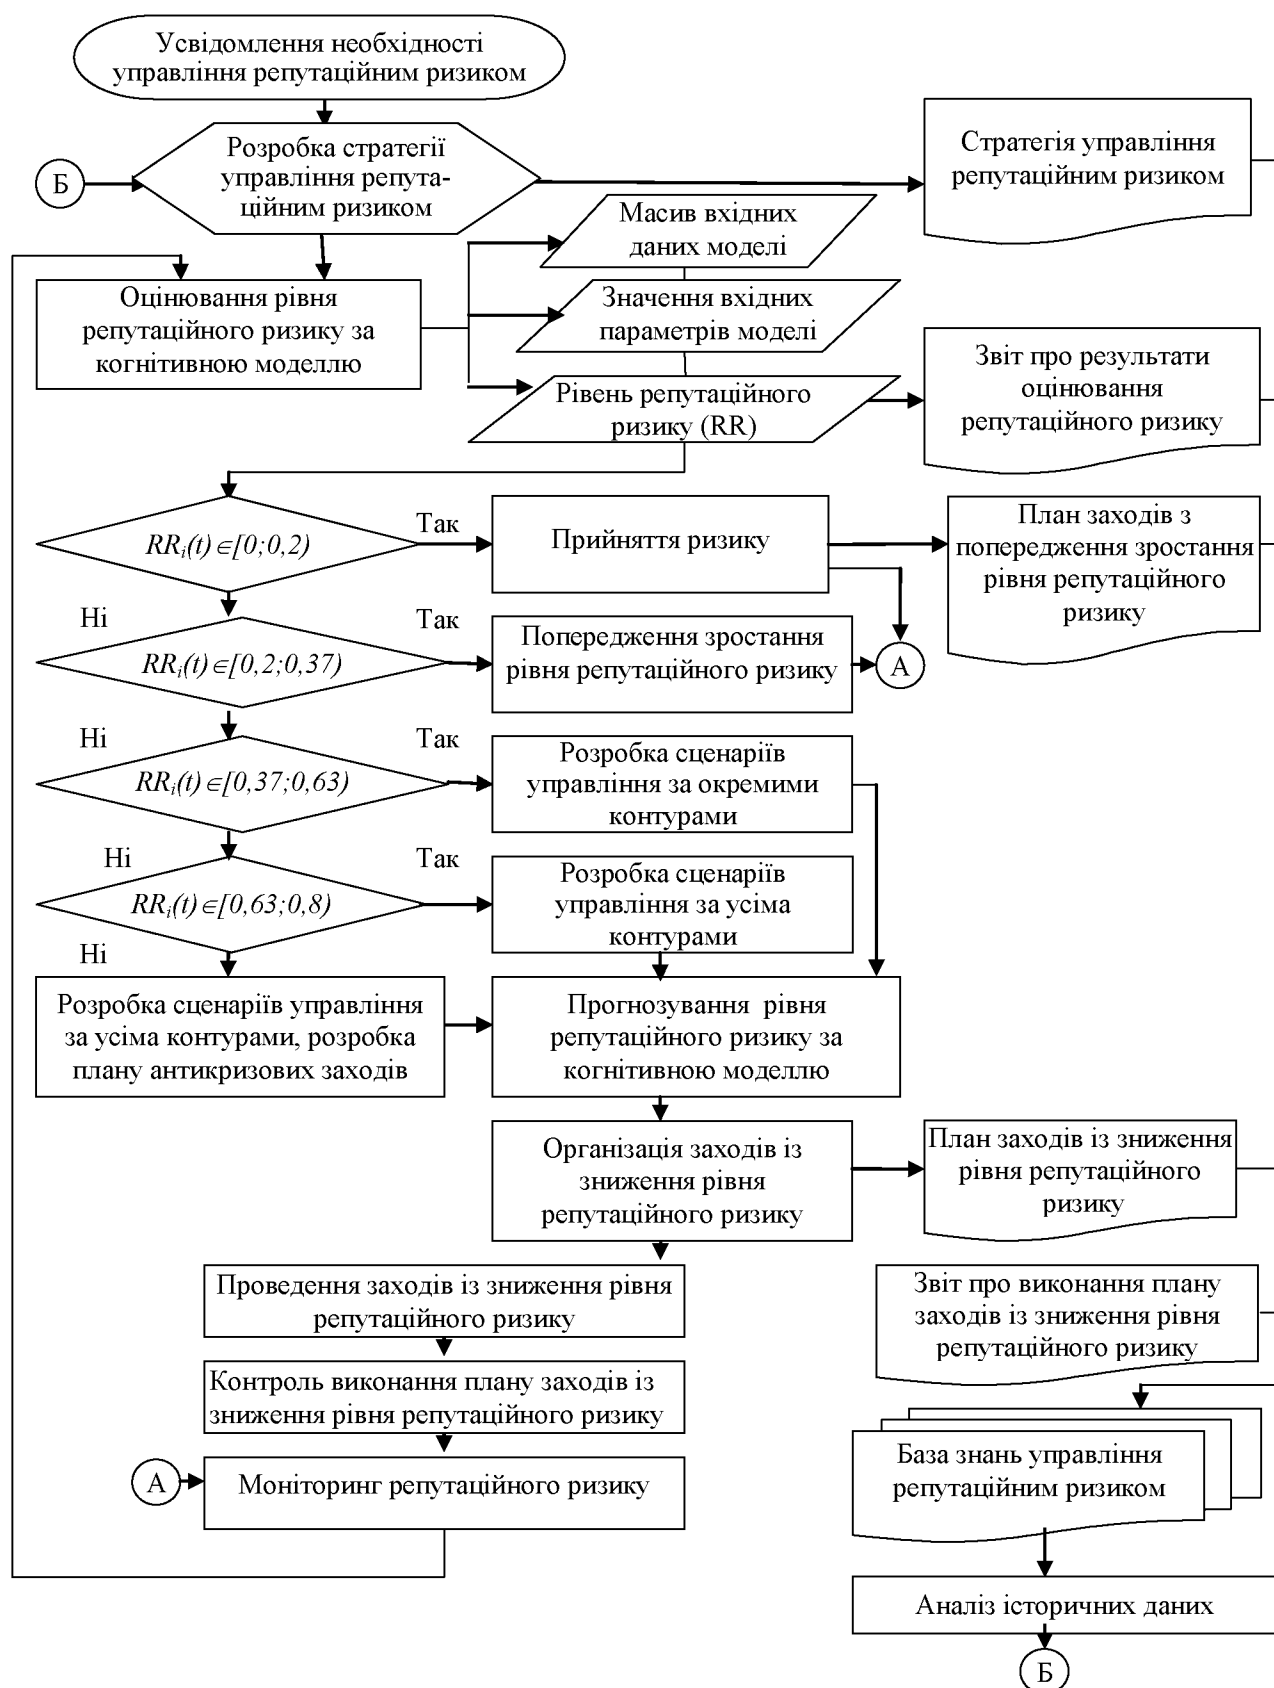 Усвідомлення необхідності
управління репутаційним ризиком
Розробка стратегії
управління репута-
ційним ризиком
Б
Стратегія управління
репутаційним ризиком
Масив вхідних
даних моделі
Оцінювання рівня
репутаційного ризику за
когнітивною моделлю
Значення вхідних
параметрів моделі
Рівень репутаційного
ризику (RR)
Звіт про результати
оцінювання
репутаційного ризику
RRi(t)∈[0;0,2)
Так
Прийняття ризику
План заходів з
попередження зростання
рівня репутаційного
ризику
Ні
RRi(t)∈[0,2;0,37)
Так
Попередження зростання
рівня репутаційного ризику
А
Ні
RRi(t)∈[0,37;0,63)
Так
Розробка сценаріїв
управління за окремими
контурами
Ні
RRi(t)∈[0,63;0,8)
Так
Розробка сценаріїв
управління за усіма
контурами
Ні
Розробка сценаріїв управління
за усіма контурами, розробка
плану антикризових заходів
Прогнозування рівня
репутаційного ризику за
когнітивною моделлю
Організація заходів із
зниження рівня
репутаційного ризику
План заходів із зниження
рівня репутаційного
ризику
Проведення заходів із зниження рівня
репутаційного ризику
Звіт про виконання плану
заходів із зниження рівня
репутаційного ризику
Контроль виконання плану заходів із
зниження рівня репутаційного ризику
А
Моніторинг репутаційного ризику
База знань управління
репутаційним ризиком
Аналіз історичних даних
Б